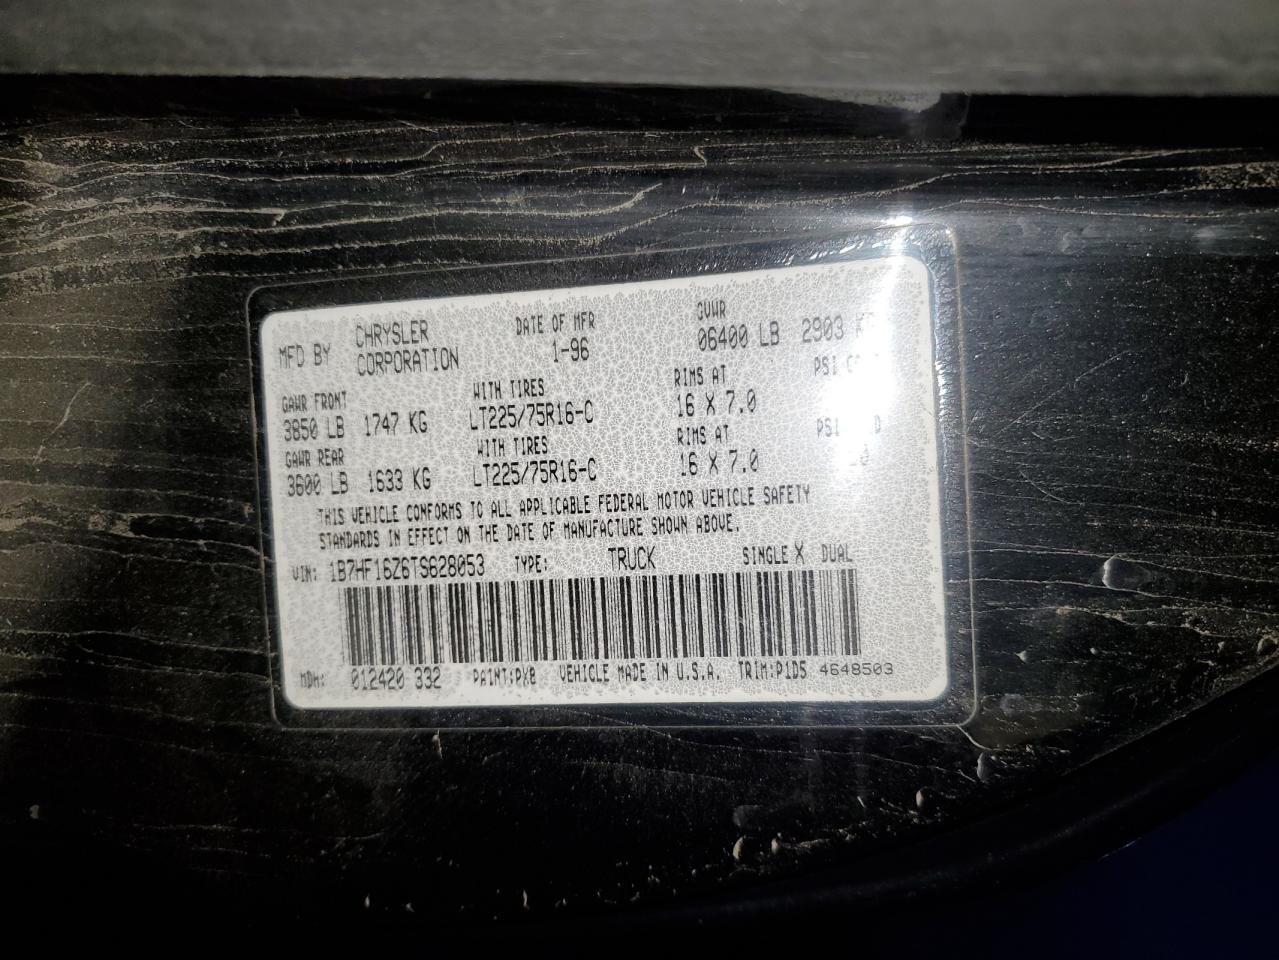 MFD BY CHRYSLER CORPORATION DATE OF MFR 1-96 GVWR 06400 LB 2903
GAWR FRONT WITH TIRES RIMS AT PSI
3850 LB 1747 KG LT225/75R16-C 16 X 7.0
GAWR REAR WITH TIRES RIMS AT PSI
3600 LB 1633 KG LT225/75R16-C 16 X 7.0
THIS VEHICLE CONFORMS TO ALL APPLICABLE FEDERAL MOTOR VEHICLE SAFETY
STANDARDS IN EFFECT ON THE DATE OF MANUFACTURE SHOWN ABOVE.
VIN: 1B7HF16Z6TS628053 TYPE: TRUCK SINGLE X DUAL
MDH: 012420 332 PAINT:PX8 VEHICLE MADE IN U.S.A. TRIM:P1D5 4648503